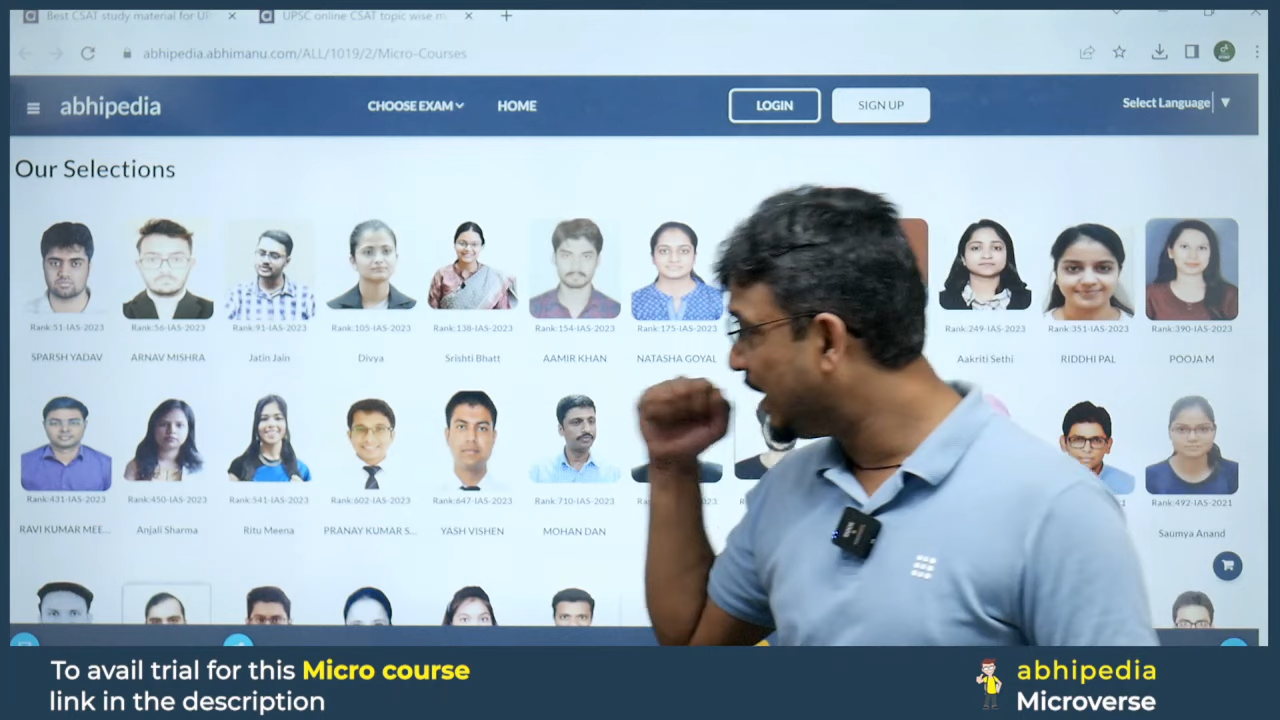 Best CSAT study material for UP
UPSC online CSAT topic wise m
abhipedia.abhimanu.com/ALL/1019/2/Micro-Courses
abhipedia
CHOOSE EXAM
HOME
LOGIN
SIGN UP
Select Language
Our Selections
Rank:51-IAS-2023
Rank:56-IAS-2023
Rank:91-IAS-2023
Rank:105-IAS-2023
Rank:138-IAS-2023
Rank:154-IAS-2023
Rank:175-IAS-2023
Rank:249-IAS-2023
Rank:351-IAS-2023
Rank:390-IAS-2023
SPARSH YADAV
ARNAV MISHRA
Jatin Jain
Divya
Srishti Bhatt
AAMIR KHAN
NATASHA GOYAL
Aakriti Sethi
RIDDHI PAL
POOJA M
Rank:431-IAS-2023
Rank:450-IAS-2023
Rank:541-IAS-2023
Rank:602-IAS-2023
Rank:647-IAS-2023
Rank:710-IAS-2023
Rank:492-IAS-2021
RAVI KUMAR MEE...
Anjali Sharma
Ritu Meena
PRANAY KUMAR S...
YASH VISHEN
MOHAN DAN
Saumya Anand
To avail trial for this Micro course
link in the description
abhipedia
Microverse